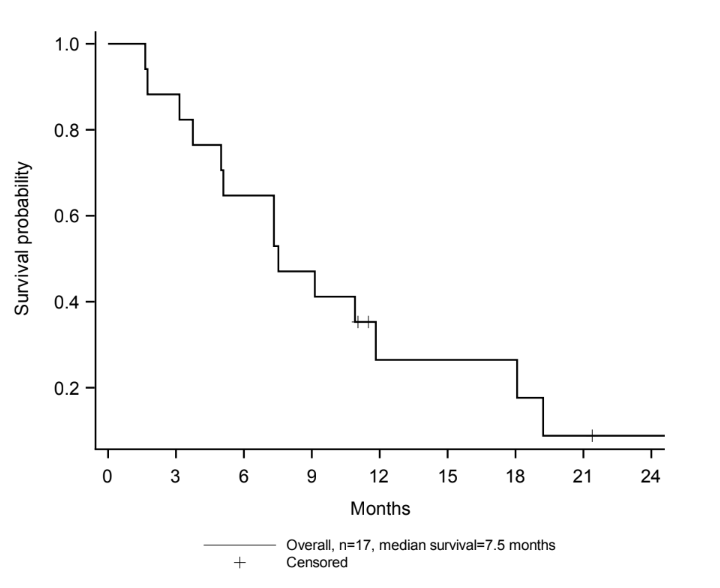 1.0
0.8
0.6
0.4
0.2
Survival probability
0 3 6 9 12 15 18 21 24
Months
Overall, n=17, median survival=7.5 months
Censored